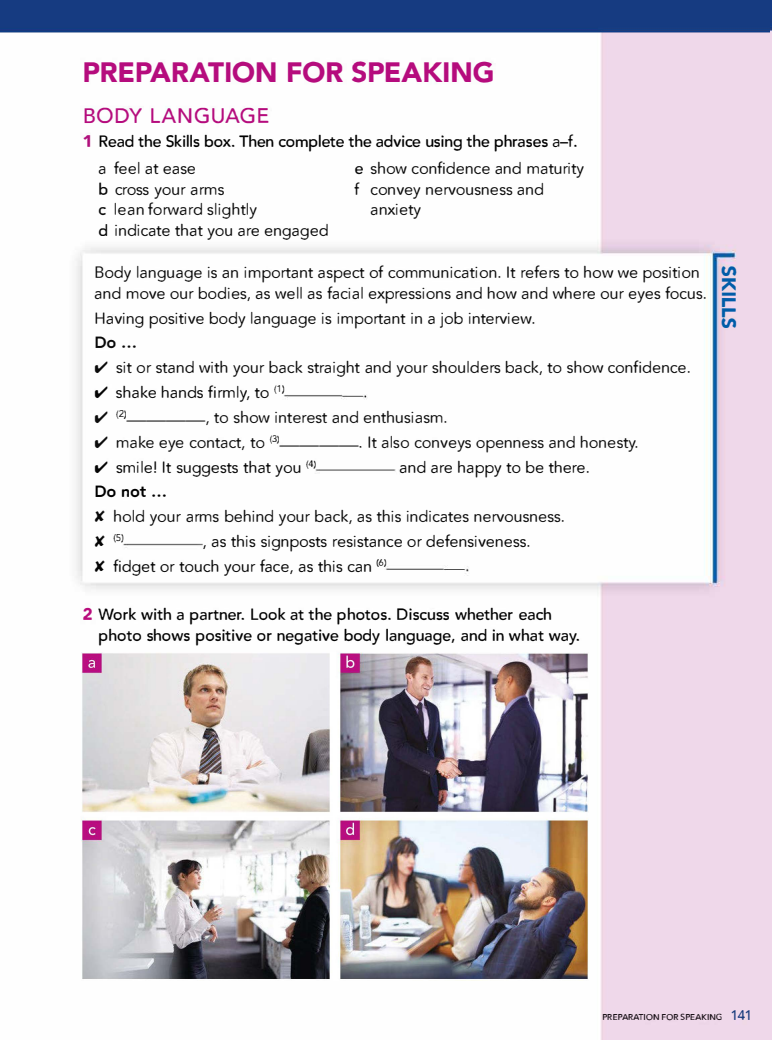 PREPARATION FOR SPEAKING
BODY LANGUAGE
1 Read the Skills box. Then complete the advice using the phrases a–f.
a feel at ease
b cross your arms
c lean forward slightly
d indicate that you are engaged
e show confidence and maturity
f convey nervousness and
anxiety
SKILLS
Body language is an important aspect of communication. It refers to how we position
and move our bodies, as well as facial expressions and how and where our eyes focus.
Having positive body language is important in a job interview.
Do ...
✔ sit or stand with your back straight and your shoulders back, to show confidence.
✔ shake hands firmly, to (1)__________.
✔ (2)__________, to show interest and enthusiasm.
✔ make eye contact, to (3)__________. It also conveys openness and honesty.
✔ smile! It suggests that you (4)__________ and are happy to be there.
Do not ...
✘ hold your arms behind your back, as this indicates nervousness.
✘ (5)__________, as this signposts resistance or defensiveness.
✘ fidget or touch your face, as this can (6)__________.
2 Work with a partner. Look at the photos. Discuss whether each
photo shows positive or negative body language, and in what way.
a
b
c
d
PREPARATION FOR SPEAKING 141